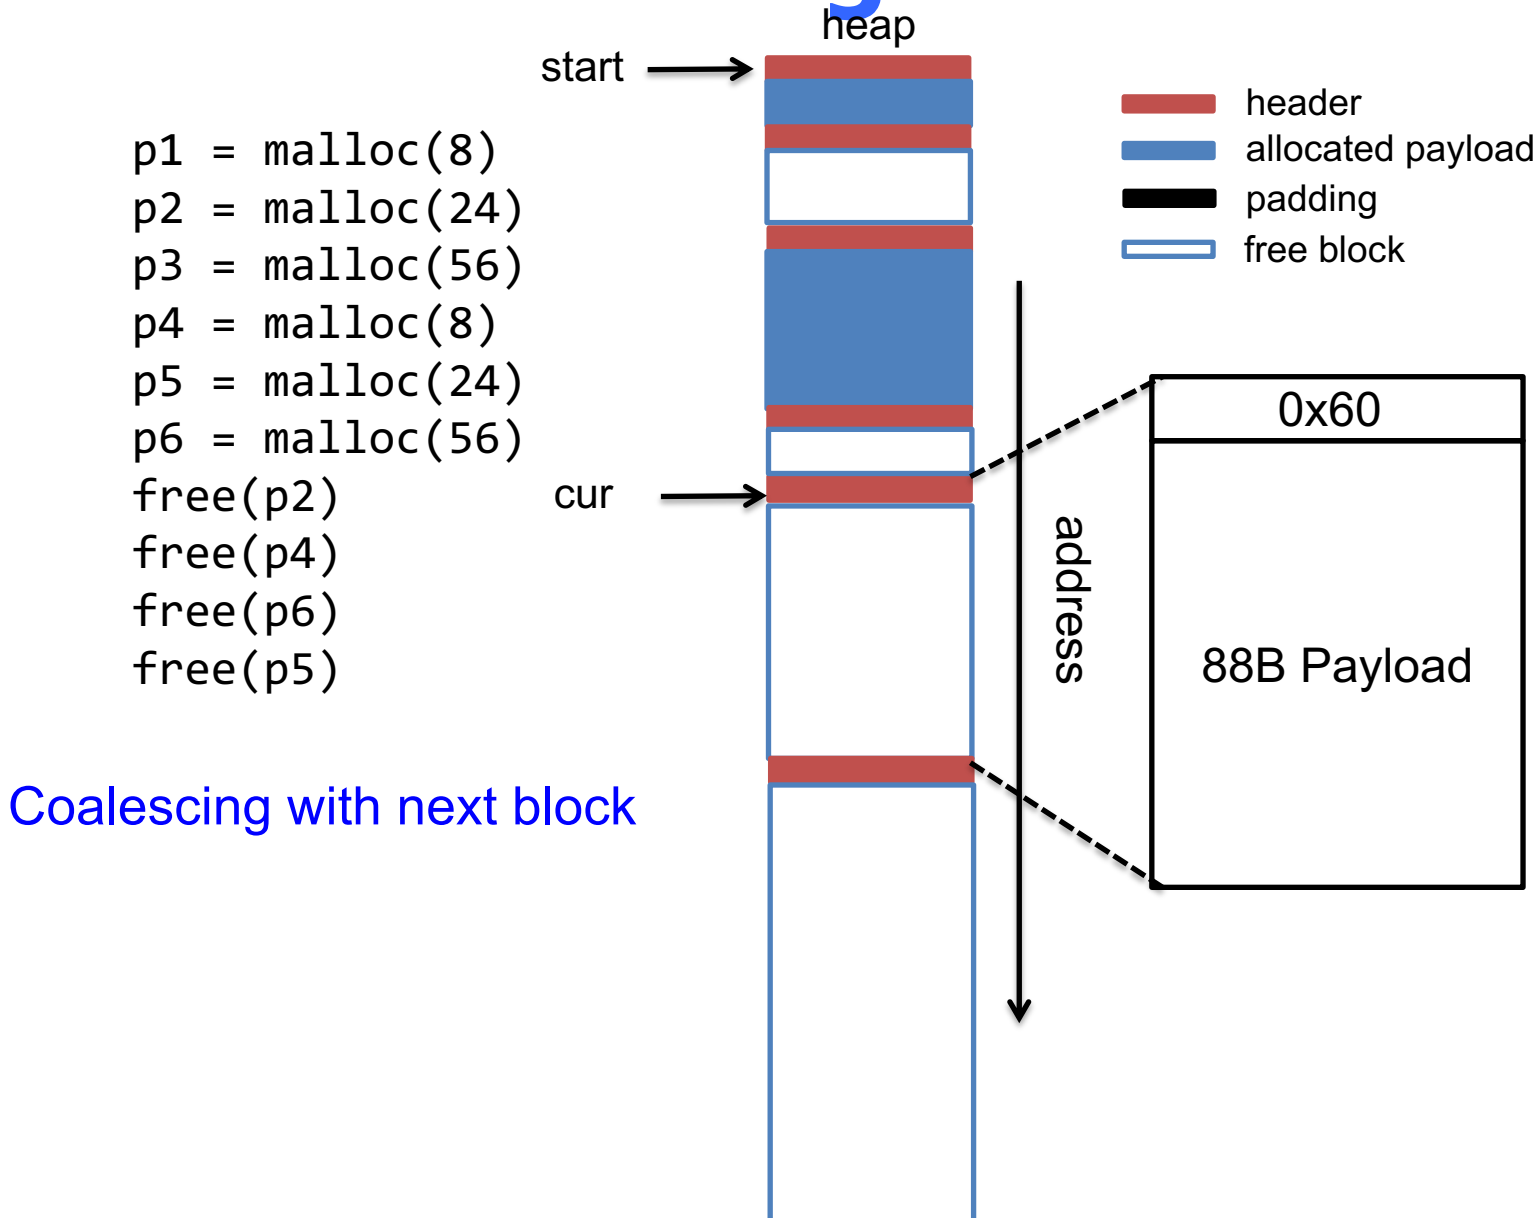 heap
start
header
allocated payload
padding
free block
p1 = malloc(8)
p2 = malloc(24)
p3 = malloc(56)
p4 = malloc(8)
p5 = malloc(24)
p6 = malloc(56)
free(p2)
free(p4)
free(p6)
free(p5)
cur
address
0x60
88B Payload
Coalescing with next block